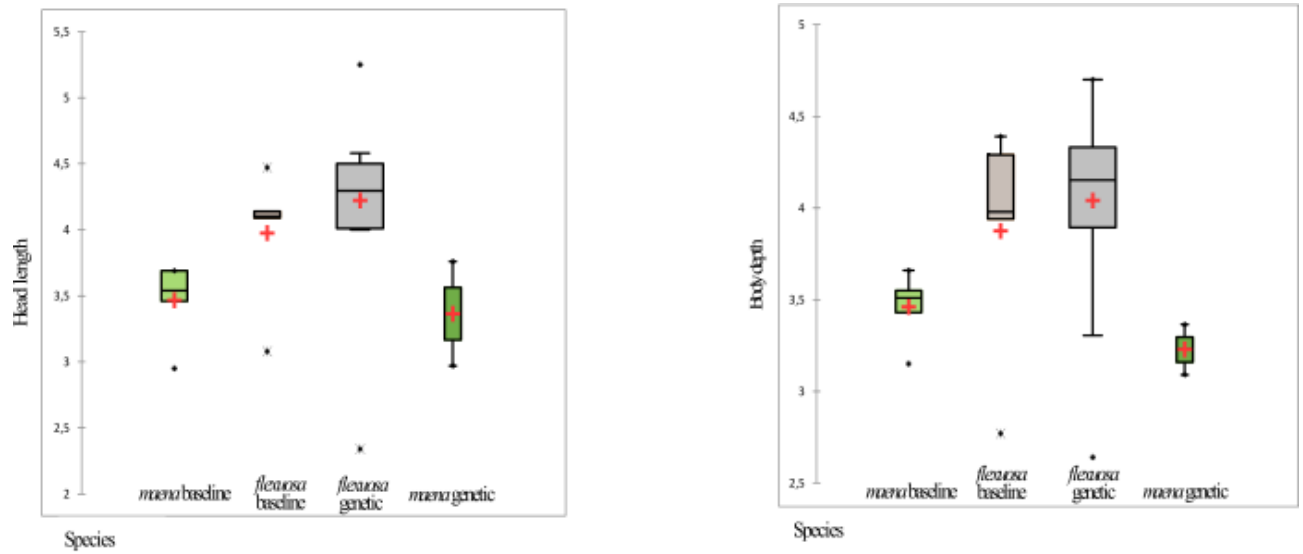 5,5
5
4,5
4
3,5
3
2,5
2
Head length
maena baseline
flexuosa
baseline
flexuosa
genetic
maena genetic
Species
5
4,5
4
3,5
3
2,5
Body depth
maena baseline
flexuosa
baseline
flexuosa
genetic
maena genetic
Species